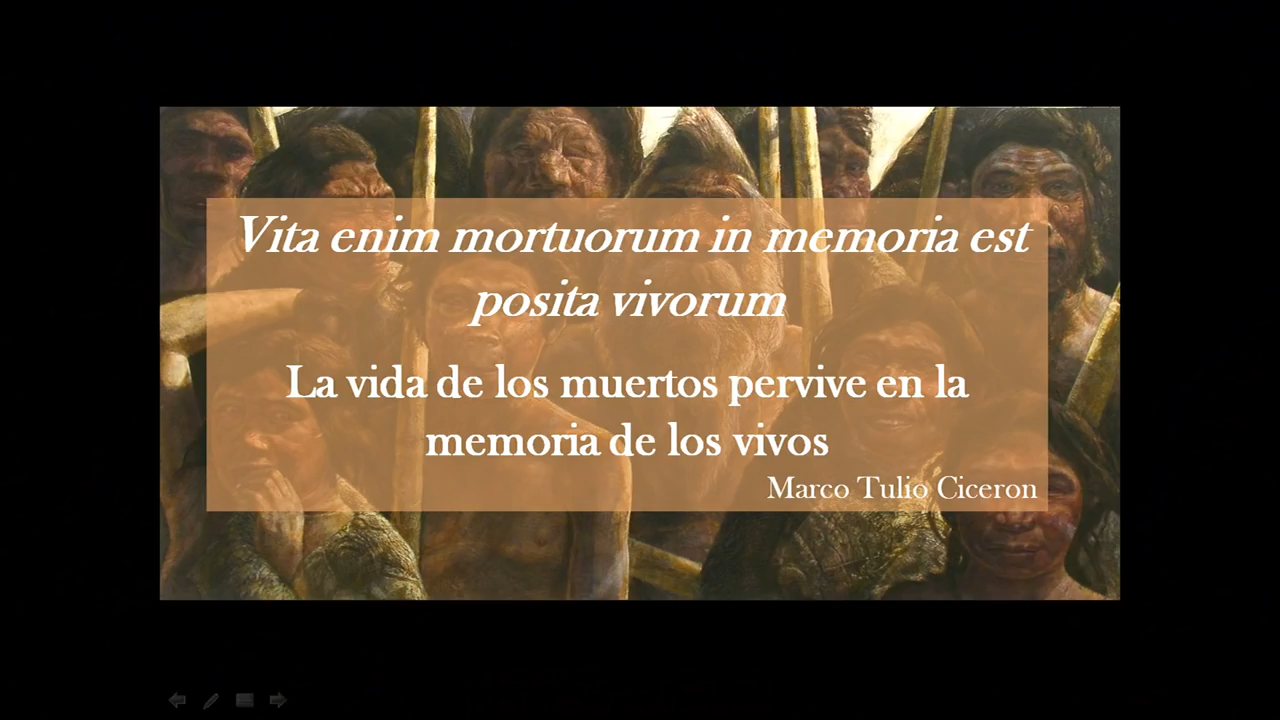 Vita enim mortuorum in memoria est
posita vivorum
La vida de los muertos pervive en la
memoria de los vivos
Marco Tulio Ciceron